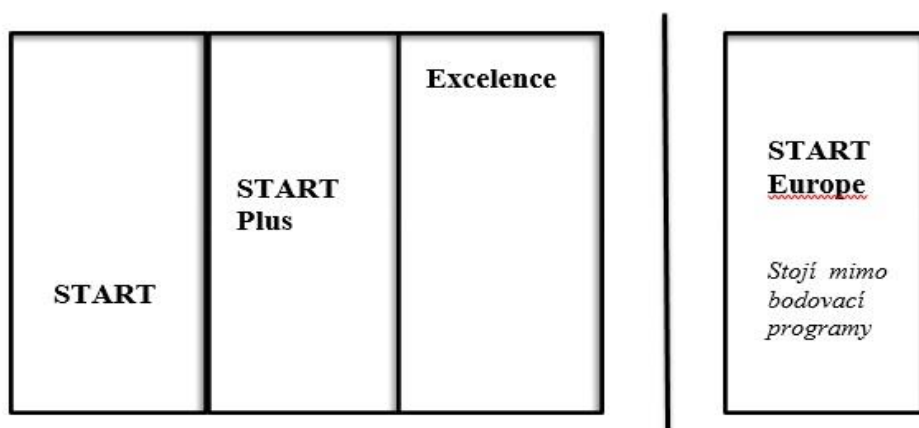 START
START
Plus
Excelence
START
Europe
Stojí mimo
bodovací
programy